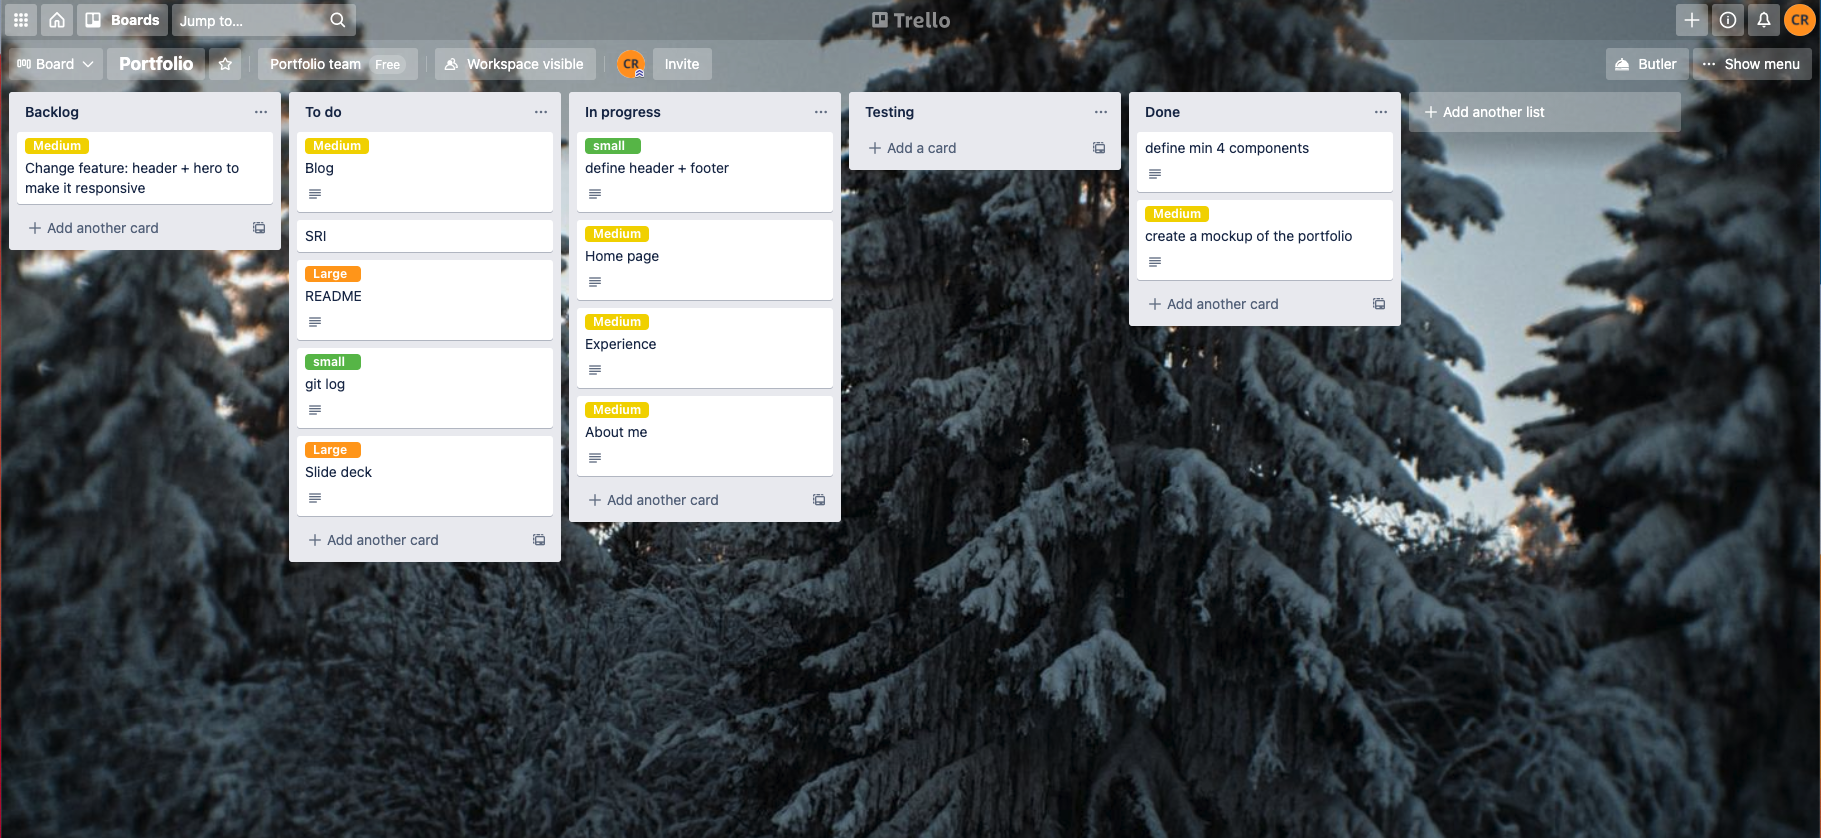 Boards
Jump to...
Trello
CR
Board
Portfolio
Portfolio team Free
Workspace visible
CR
Invite
Butler
Show menu
Backlog
Medium
Change feature: header + hero to
make it responsive
Add another card
To do
Medium
Blog
SRI
Large
README
small
git log
Large
Slide deck
Add another card
In progress
small
define header + footer
Medium
Home page
Medium
Experience
Medium
About me
Add another card
Testing
Add a card
Done
define min 4 components
Medium
create a mockup of the portfolio
Add another card
Add another list